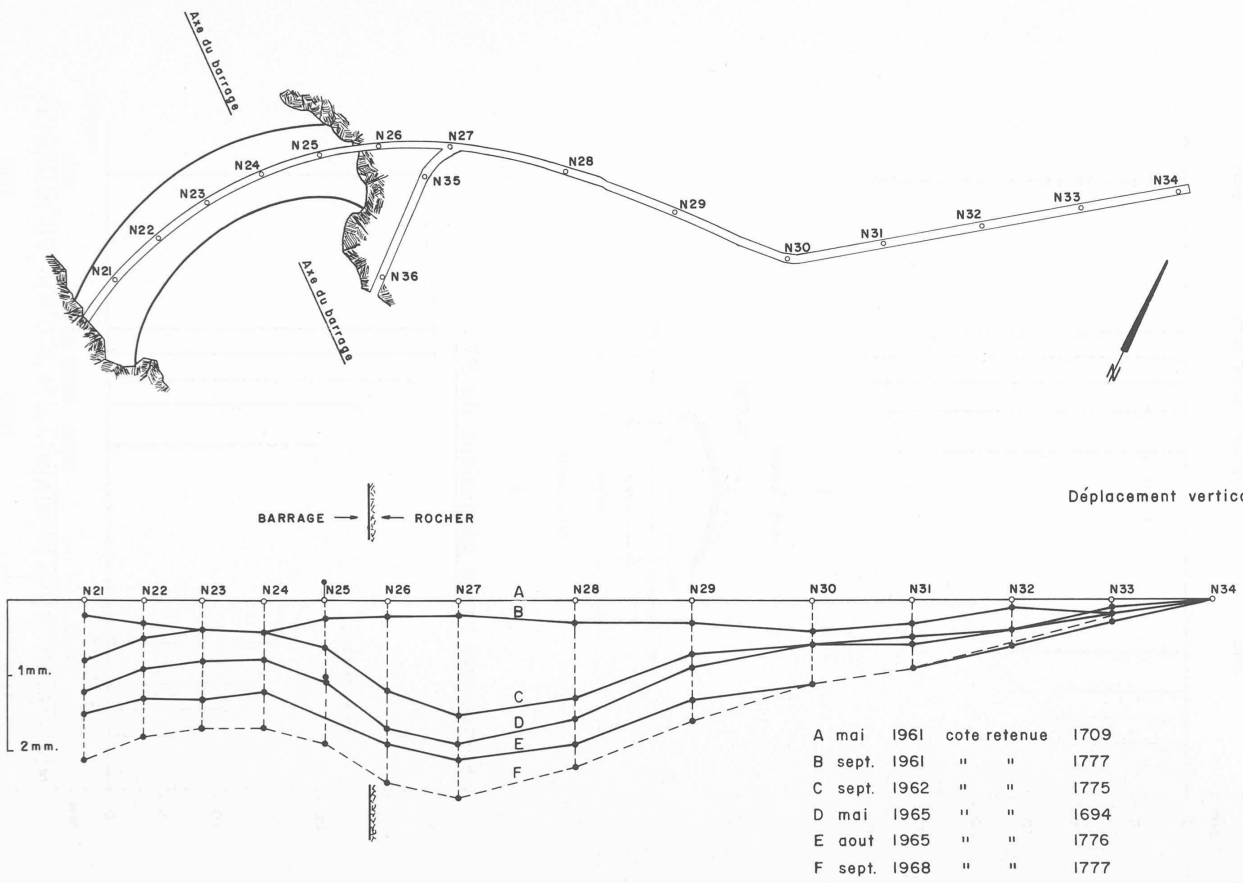 Axe du barrage
N26
N27
N25
N28
N24
N35
N34
N23
N33
N29
N32
N22
N31
N30
N21
N36
Axe du barrage
N
Déplacement vertic
BARRAGE → ← ROCHER
N21 N22 N23 N24 N25 N26 N27 A N28 N29 N30 N31 N32 N33 N34
B
1mm.
C
D
E
2mm.
F
A mai 1961 cote retenue 1709
B sept. 1961 " " 1777
C sept. 1962 " " 1775
D mai 1965 " " 1694
E aout 1965 " " 1776
F sept. 1968 " " 1777